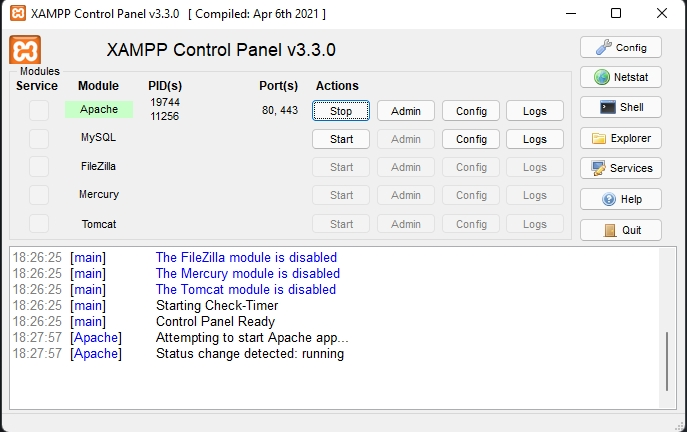 XAMPP Control Panel v3.3.0 [ Compiled: Apr 6th 2021 ]
XAMPP Control Panel v3.3.0
Config
Modules
Service Module PID(s) Port(s) Actions
Netstat
Apache 19744 11256 80, 443 Stop Admin Config Logs
Shell
MySQL Start Admin Config Logs
Explorer
FileZilla Start Admin Config Logs
Services
Mercury Start Admin Config Logs
Help
Tomcat Start Admin Config Logs
Quit
18:26:25 [main] The FileZilla module is disabled
18:26:25 [main] The Mercury module is disabled
18:26:25 [main] The Tomcat module is disabled
18:26:25 [main] Starting Check-Timer
18:26:25 [main] Control Panel Ready
18:27:57 [Apache] Attempting to start Apache app...
18:27:57 [Apache] Status change detected: running